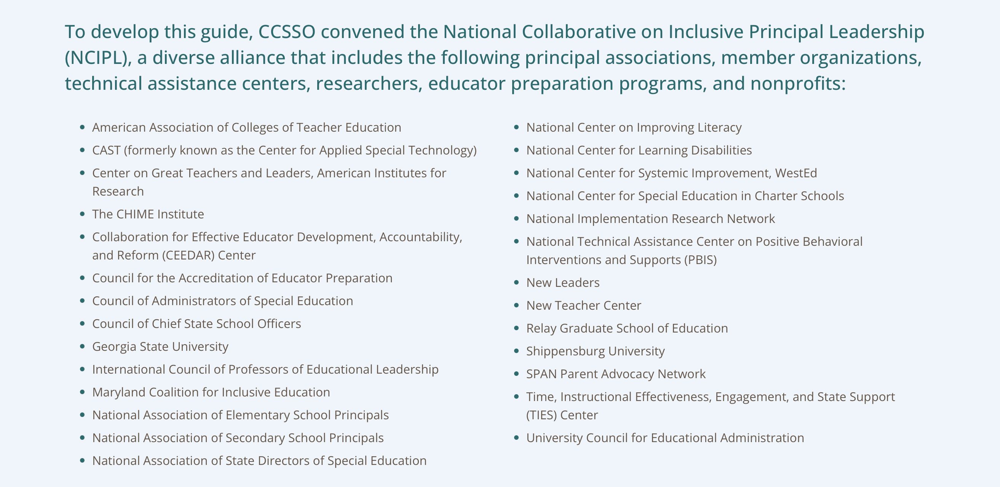 To develop this guide, CCSSO convened the National Collaborative on Inclusive Principal Leadership
(NCIPL), a diverse alliance that includes the following principal associations, member organizations,
technical assistance centers, researchers, educator preparation programs, and nonprofits:
• American Association of Colleges of Teacher Education
• CAST (formerly known as the Center for Applied Special Technology)
• Center on Great Teachers and Leaders, American Institutes for
Research
• The CHIME Institute
• Collaboration for Effective Educator Development, Accountability,
and Reform (CEEDAR) Center
• Council for the Accreditation of Educator Preparation
• Council of Administrators of Special Education
• Council of Chief State School Officers
• Georgia State University
• International Council of Professors of Educational Leadership
• Maryland Coalition for Inclusive Education
• National Association of Elementary School Principals
• National Association of Secondary School Principals
• National Association of State Directors of Special Education
• National Center on Improving Literacy
• National Center for Learning Disabilities
• National Center for Systemic Improvement, WestEd
• National Center for Special Education in Charter Schools
• National Implementation Research Network
• National Technical Assistance Center on Positive Behavioral
Interventions and Supports (PBIS)
• New Leaders
• New Teacher Center
• Relay Graduate School of Education
• Shippensburg University
• SPAN Parent Advocacy Network
• Time, Instructional Effectiveness, Engagement, and State Support
(TIES) Center
• University Council for Educational Administration